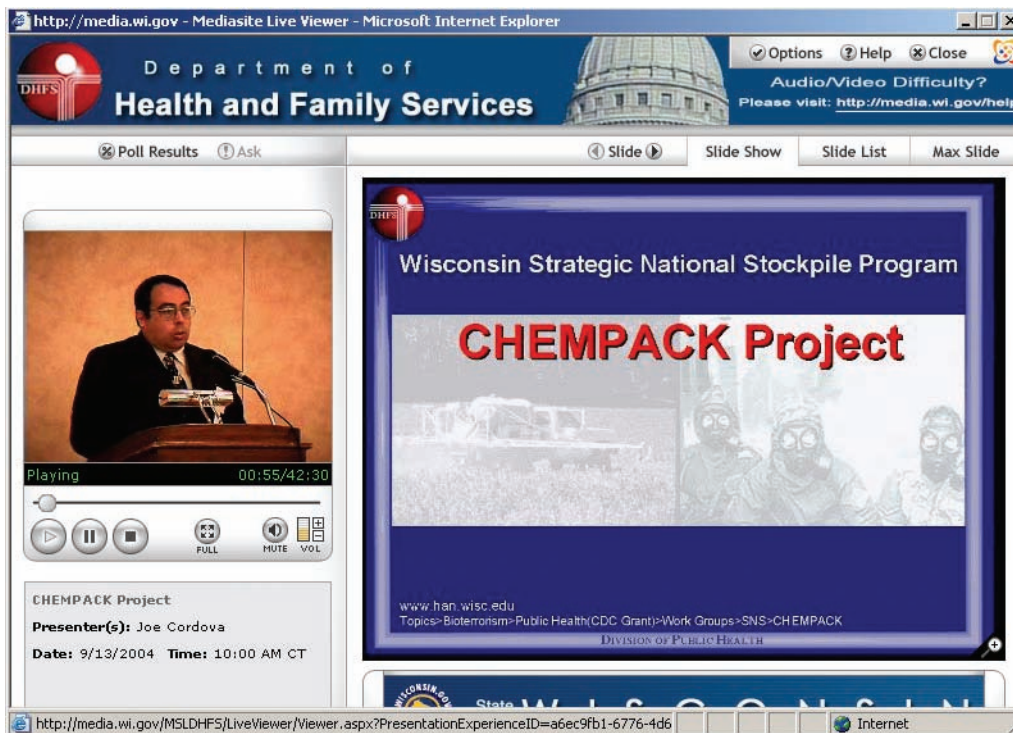 http://media.wi.gov - Mediasite Live Viewer - Microsoft Internet Explorer
DHFS
Department of
Health and Family Services
Options Help Close
Audio/Video Difficulty?
Please visit: http://media.wi.gov/help
Poll Results Ask
Slide Slide Show Slide List Max Slide
Playing 00:55/42:30
FULL MUTE VOL
CHEMPACK Project
Presenter(s): Joe Cordova
Date: 9/13/2004 Time: 10:00 AM CT
DHFS
Wisconsin Strategic National Stockpile Program
CHEMPACK Project
www.han.wisc.edu
Topics>Bioterrorism>Public Health(CDC Grant)>Work Groups>SNS>CHEMPACK
DIVISION OF PUBLIC HEALTH
WISCONSIN.GOV
State
WISCONSIN
http://media.wi.gov/MSLDHFS/LiveViewer/Viewer.aspx?PresentationExperienceID=a6ec9fb1-6776-4d6
Internet